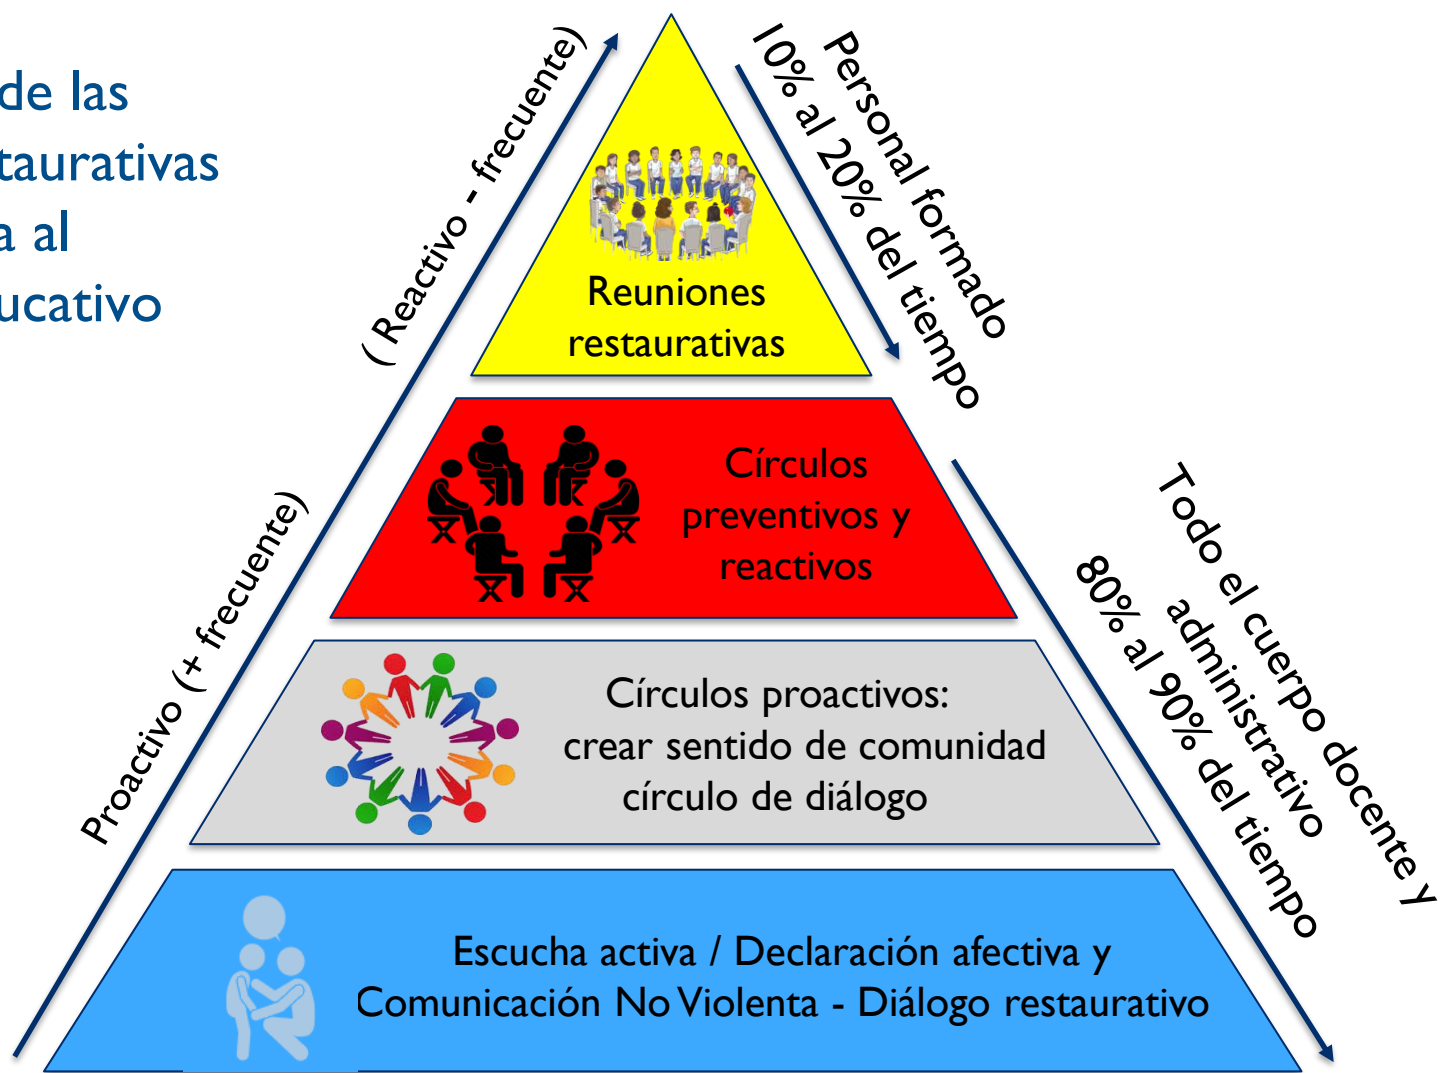 de las
taurativas
a al
ucativo
( Reactivo - frecuente)
Proactivo (+ frecuente)
Personal formado
10% al 20% del tiempo
Todo el cuerpo docente y
administrativo
80% al 90% del tiempo
Reuniones
restaurativas
Círculos
preventivos y
reactivos
Círculos proactivos:
crear sentido de comunidad
círculo de diálogo
Escucha activa / Declaración afectiva y
Comunicación No Violenta - Diálogo restaurativo